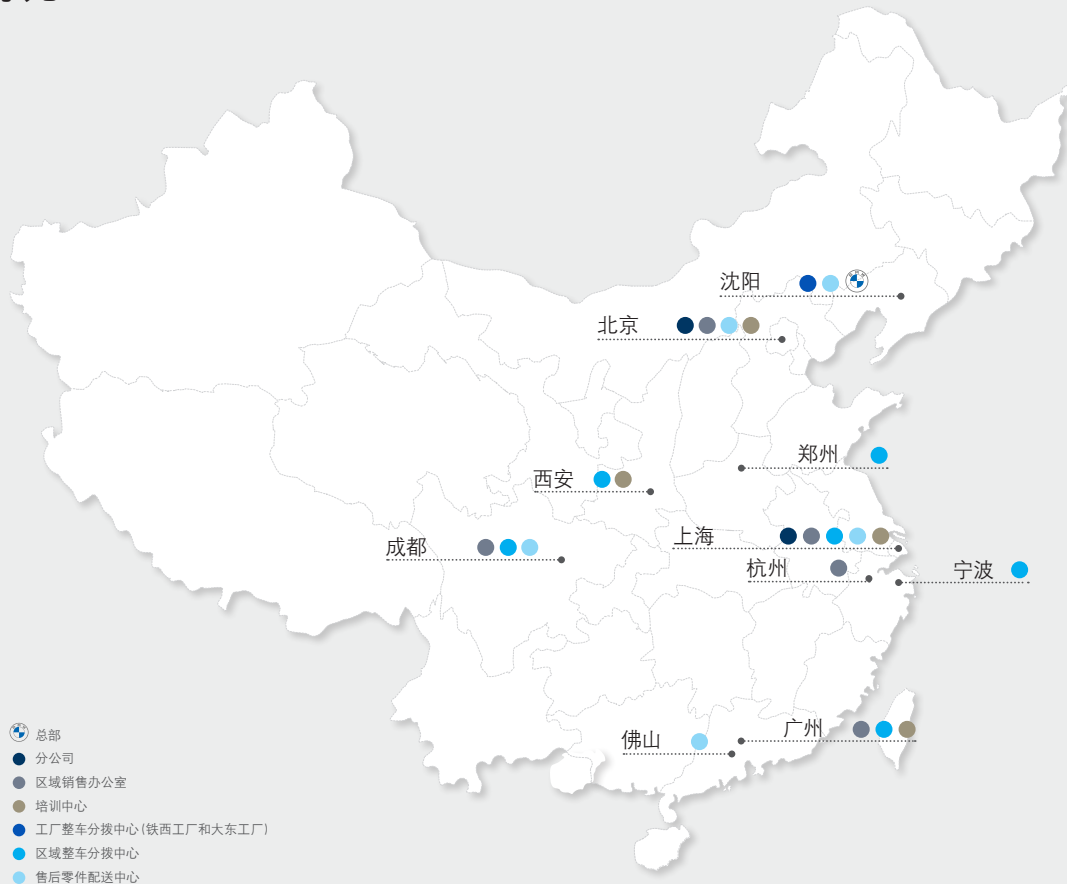 沈阳
北京
郑州
西安
上海
成都
杭州
宁波
广州
佛山
总部
分公司
区域销售办公室
培训中心
工厂整车分拨中心(铁西工厂和大东工厂)
区域整车分拨中心
售后零件配送中心